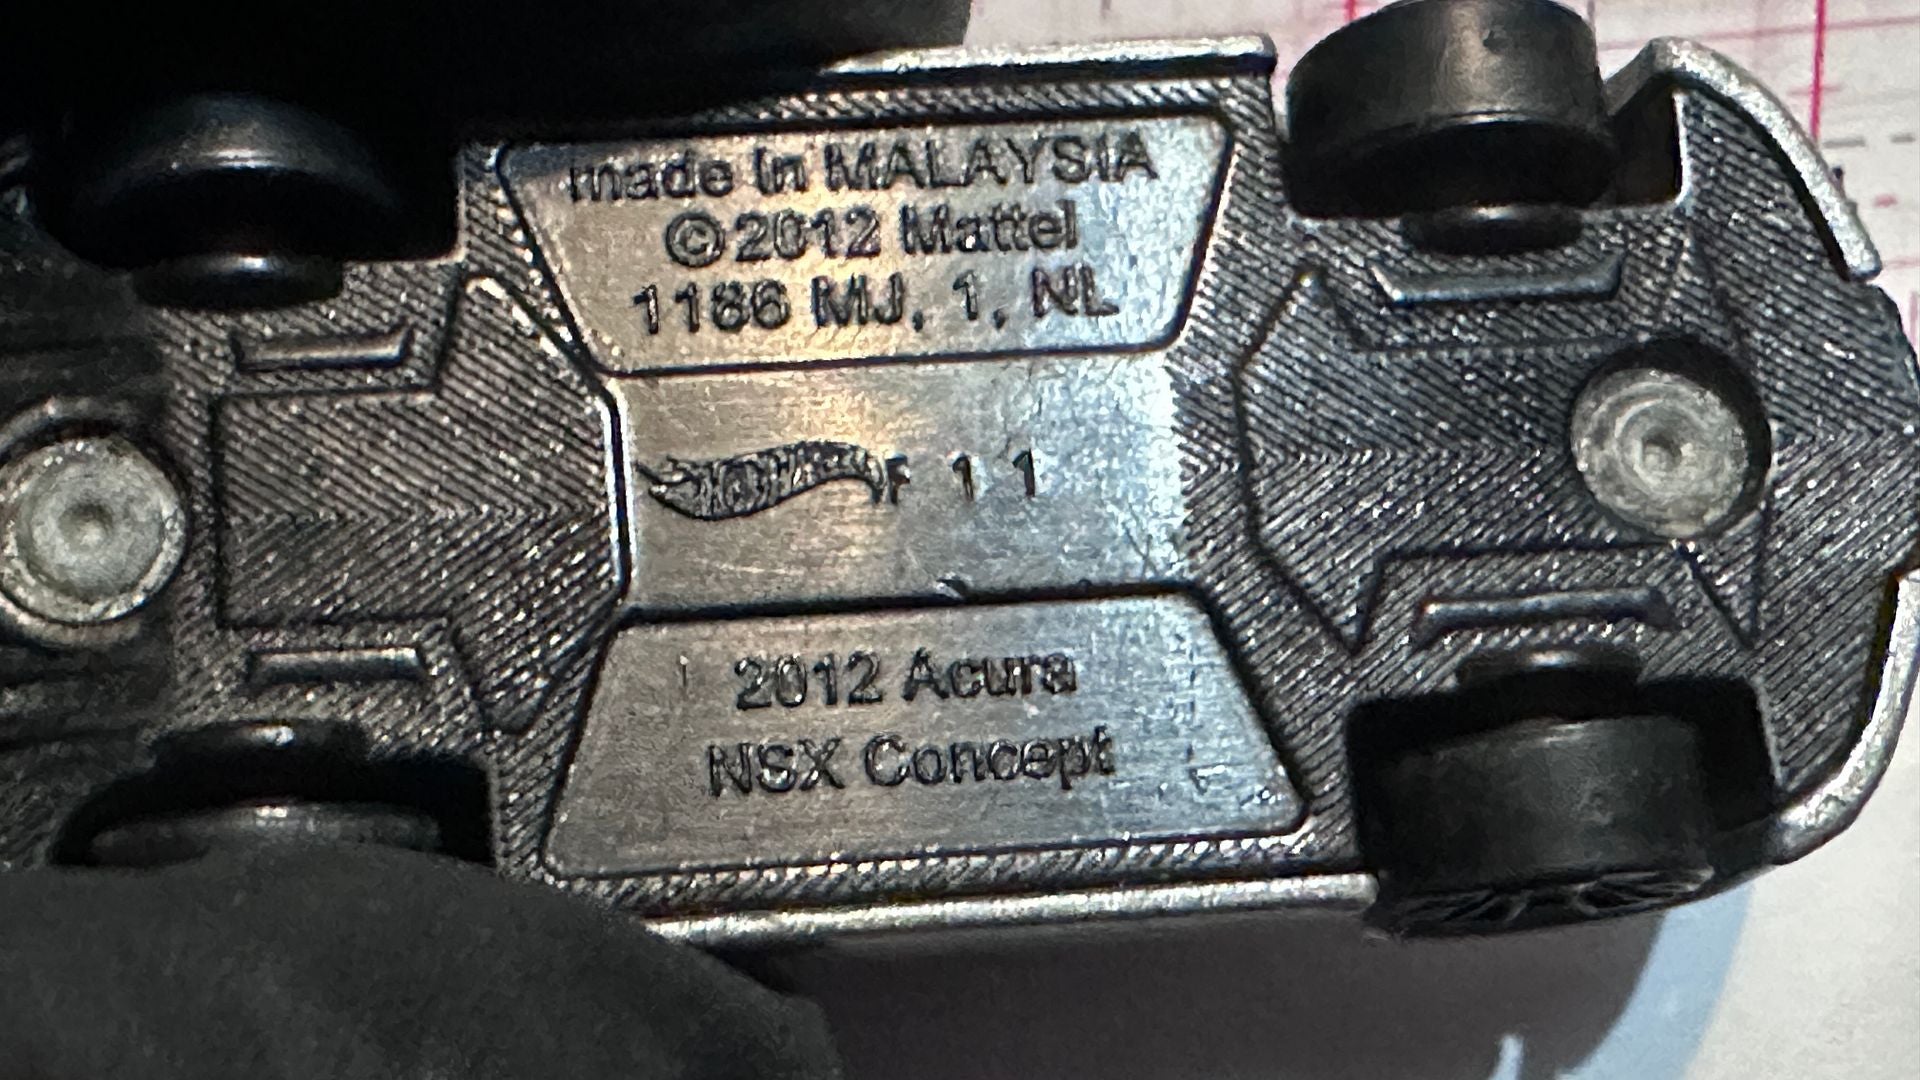 made in MALAYSIA
©2012 Mattel
1186 MJ, 1, NL
F 1 1
2012 Acura
NSX Concept